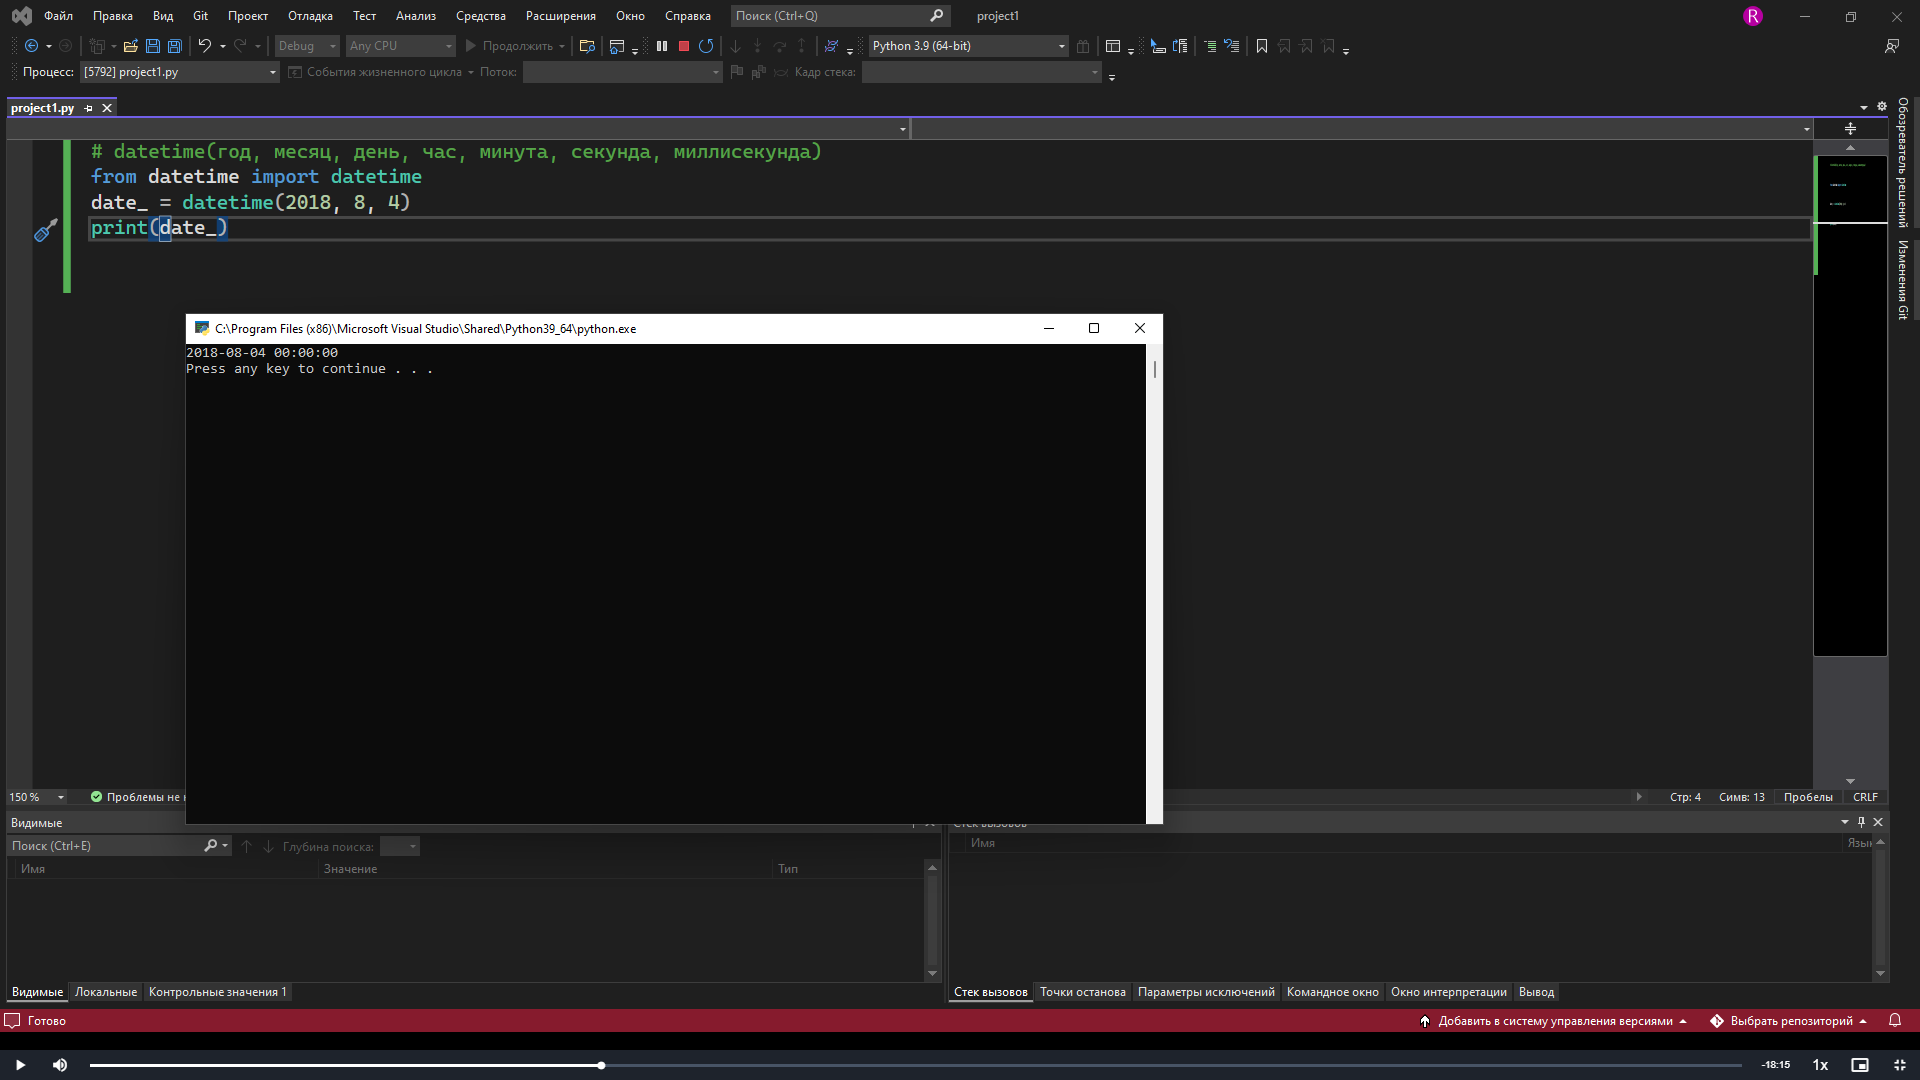 Файл Правка Вид Git Проект Отладка Тест Анализ Средства Расширения Окно Справка Поиск (Ctrl+Q) project1 R
Debug Any CPU Продолжить Python 3.9 (64-bit)
Процесс: [5792] project1.py События жизненного цикла Поток: Кадр стека:
project1.py
# datetime(год, месяц, день, час, минута, секунда, миллисекунда)
from datetime import datetime
date_ = datetime(2018, 8, 4)
print(date_)
Обозреватель решений
Изменения Git
C:\Program Files (x86)\Microsoft Visual Studio\Shared\Python39_64\python.exe
2018-08-04 00:00:00
Press any key to continue . . .
150 % Проблемы не Стр: 4 Симв: 13 Пробелы CRLF
Видимые Стек вызовов
Поиск (Ctrl+E) Глубина поиска:
Имя Значение Тип
Имя Язык
Видимые Локальные Контрольные значения 1
Стек вызовов Точки останова Параметры исключений Командное окно Окно интерпретации Вывод
Готово Добавить в систему управления версиями Выбрать репозиторий
-18:15 1x